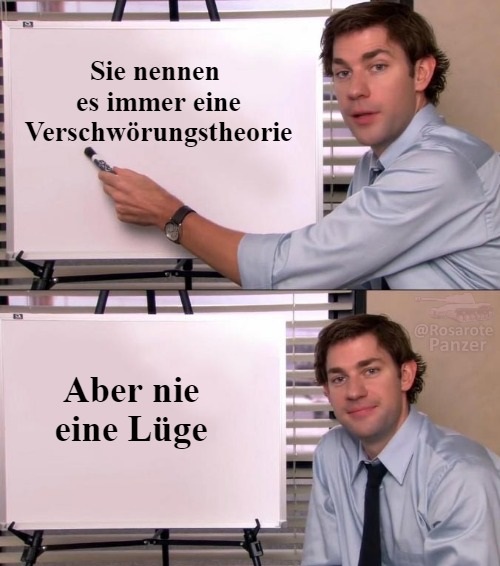 Sie nennen
es immer eine
Verschwörungstheorie
@Rosarote
Panzer
Aber nie
eine Lüge